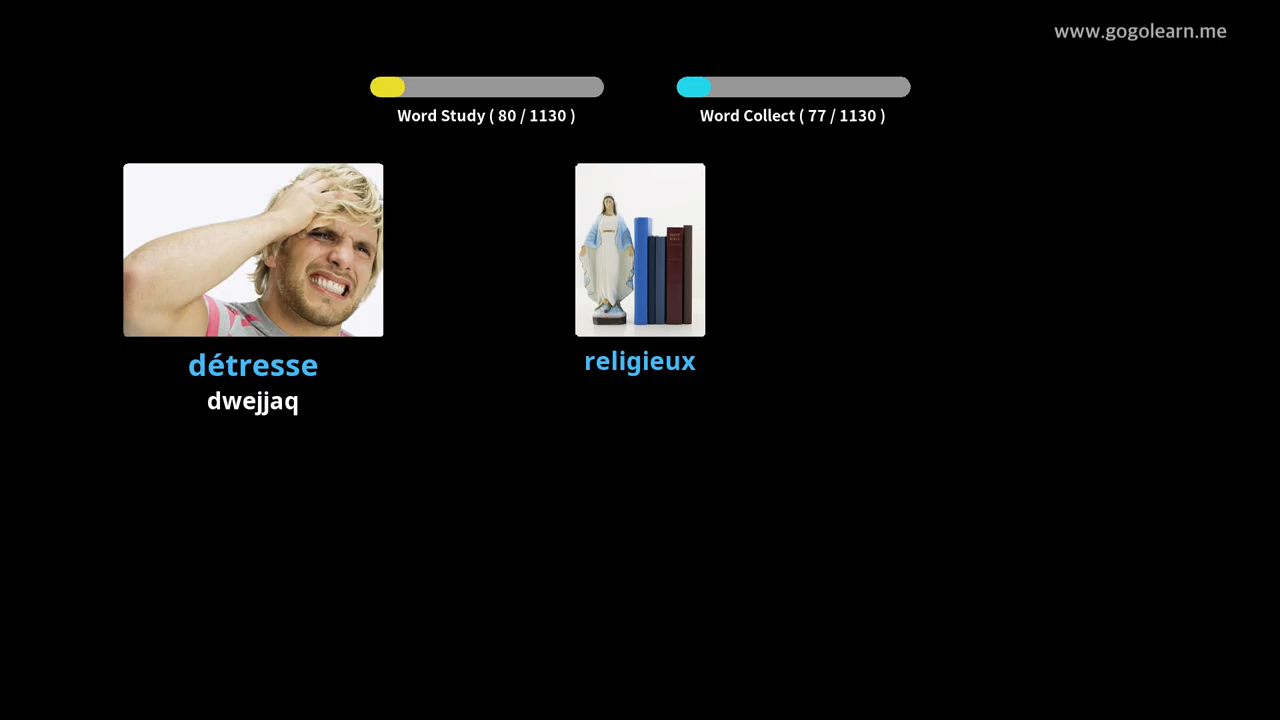 www.gogolearn.me
Word Study ( 80 / 1130 )
Word Collect ( 77 / 1130 )
détresse
dwejjaq
religieux